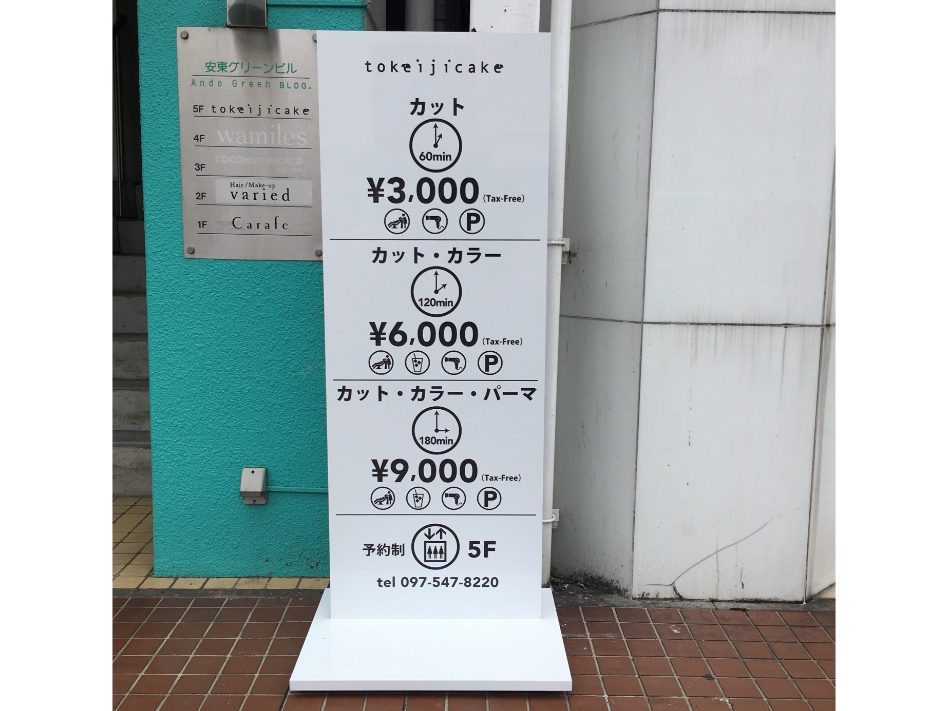 安東グリーンビル
Ando Green BLDG.
5F tokeijicake
4F wamiles
3F COCONUT WORLD
Hair/Make-up
2F varied
1F Carafe
tokeijicake
カット
60min
¥3,000 (Tax-Free)
P
カット・カラー
120min
¥6,000 (Tax-Free)
P
カット・カラー・パーマ
180min
¥9,000 (Tax-Free)
P
予約制 5F
tel 097-547-8220